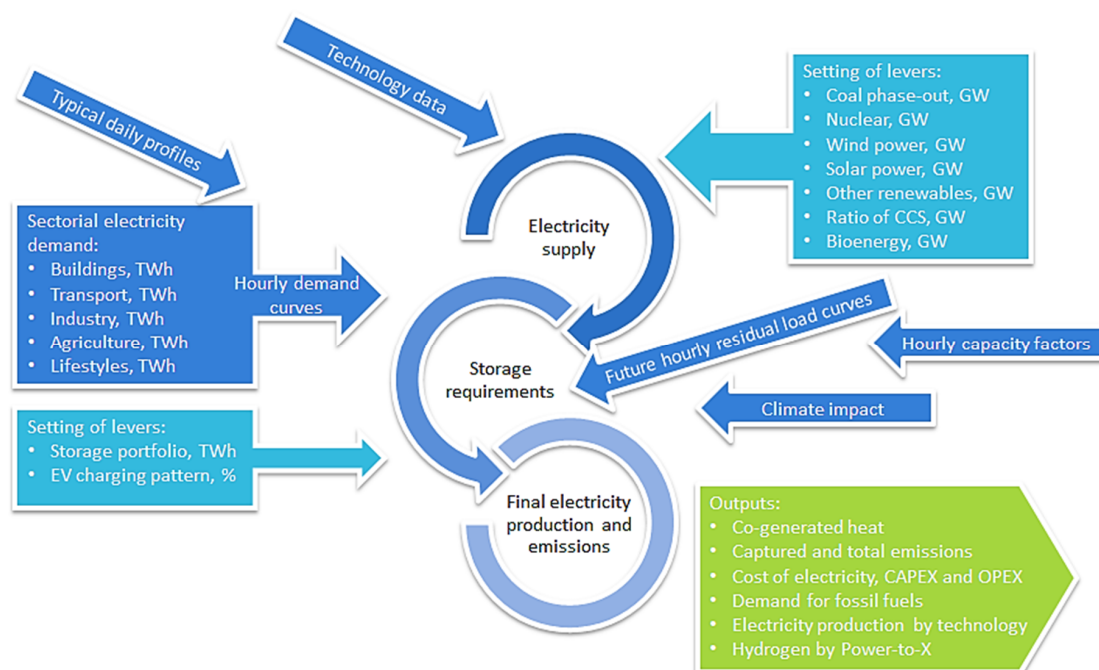 Typical daily profiles
Technology data
Setting of levers:
• Coal phase-out, GW
• Nuclear, GW
• Wind power, GW
• Solar power, GW
• Other renewables, GW
• Ratio of CCS, GW
• Bioenergy, GW
Sectorial electricity
demand:
• Buildings, TWh
• Transport, TWh
• Industry, TWh
• Agriculture, TWh
• Lifestyles, TWh
Hourly demand
curves
Electricity
supply
Storage
requirements
Future hourly residual load curves
Hourly capacity factors
Climate impact
Setting of levers:
• Storage portfolio, TWh
• EV charging pattern, %
Final electricity
production and
emissions
Outputs:
• Co-generated heat
• Captured and total emissions
• Cost of electricity, CAPEX and OPEX
• Demand for fossil fuels
• Electricity production by technology
• Hydrogen by Power-to-X